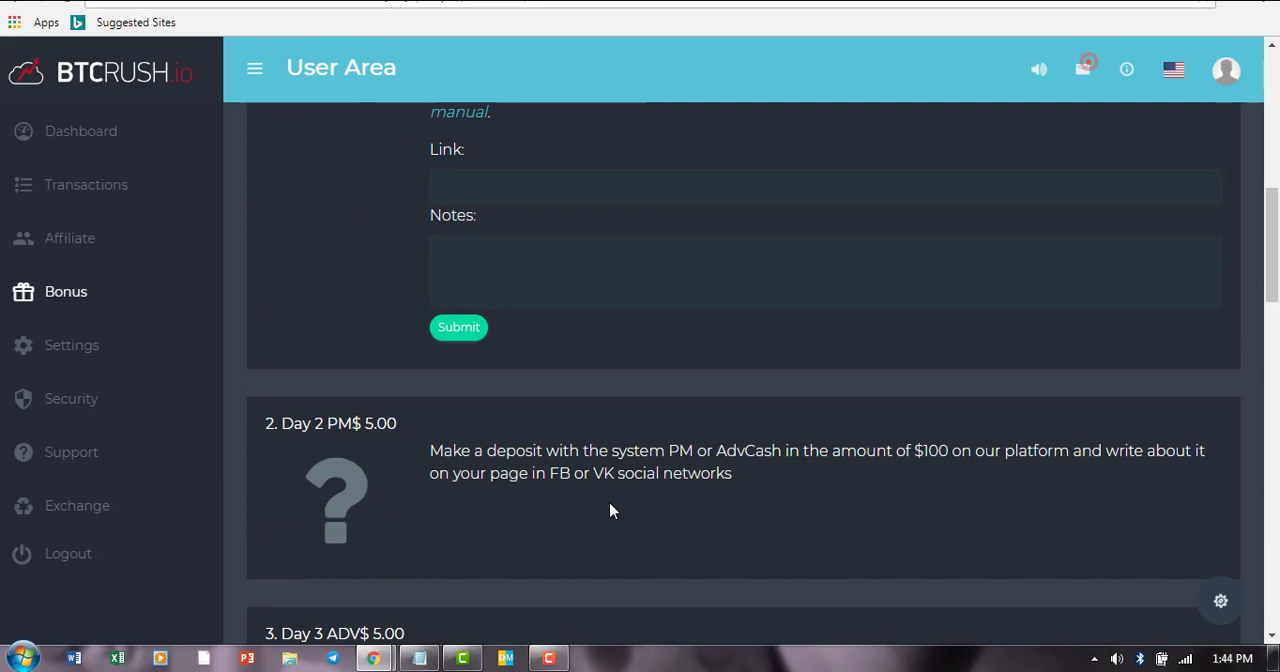 Apps
Suggested Sites
BTCRUSH.io
User Area
Dashboard
Transactions
Affiliate
Bonus
Settings
Security
Support
Exchange
Logout
manual.
Link:
Notes:
Submit
2. Day 2 PM$ 5.00
Make a deposit with the system PM or AdvCash in the amount of $100 on our platform and write about it
on your page in FB or VK social networks
3. Day 3 ADV$ 5.00
1:44 PM